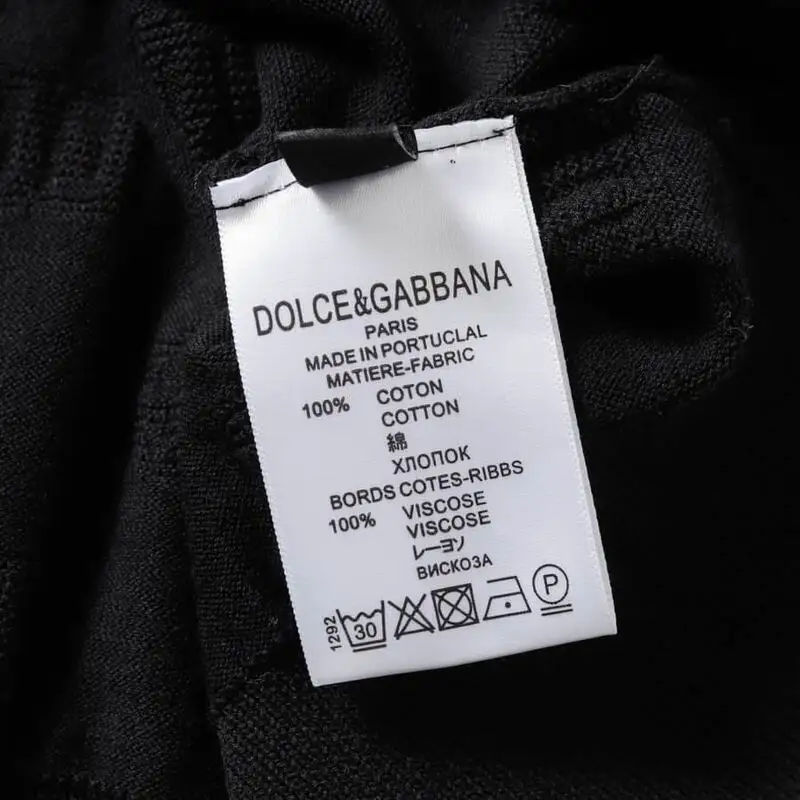 DOLCE&GABBANA
PARIS
MADE IN PORTUCLAL
MATIERE-FABRIC
100% COTON
COTTON
綿
ХЛОПОК
BORDS COTES-RIBBS
100% VISCOSE
VISCOSE
レーヨン
ВИСКОЗА
1292 30 P